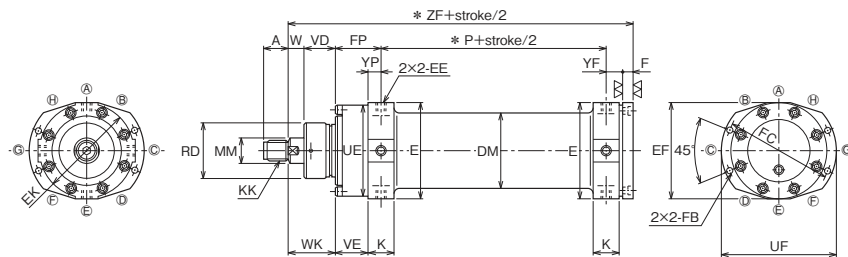 * ZF+stroke/2
A W VD FP * P+stroke/2
YP 2×2-EE YF F
Ⓐ
Ⓗ Ⓑ
Ⓖ Ⓒ
Ⓕ Ⓓ
Ⓔ
EK
RD MM UE E DM E
KK
WK VE K K
Ⓐ
Ⓑ Ⓗ
EF 45° Ⓒ FC Ⓖ
Ⓓ Ⓕ
Ⓔ
2×2-FB
UF